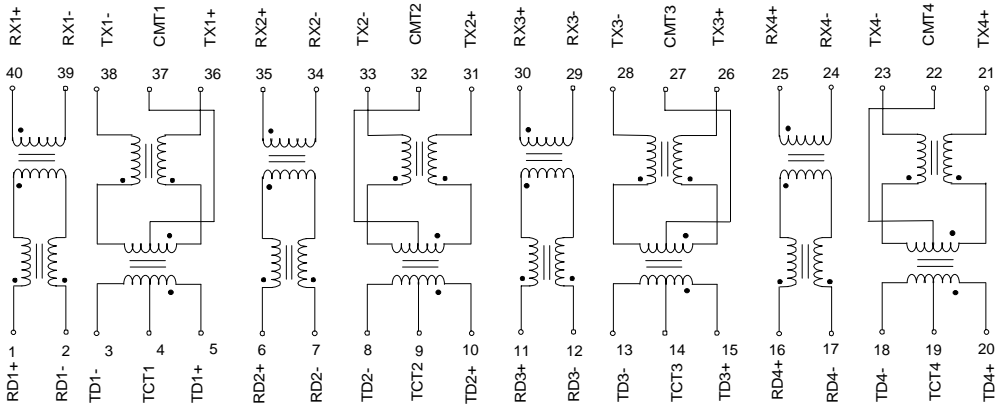 RX1+ RX1- TX1- CMT1 TX1+ RX2+ RX2- TX2- CMT2 TX2+ RX3+ RX3- TX3- CMT3 TX3+ RX4+ RX4- TX4- CMT4 TX4+
40 39 38 37 36 35 34 33 32 31 30 29 28 27 26 25 24 23 22 21
1 2 3 4 5 6 7 8 9 10 11 12 13 14 15 16 17 18 19 20
RD1+ RD1- TD1- TCT1 TD1+ RD2+ RD2- TD2- TCT2 TD2+ RD3+ RD3- TD3- TCT3 TD3+ RD4+ RD4- TD4- TCT4 TD4+